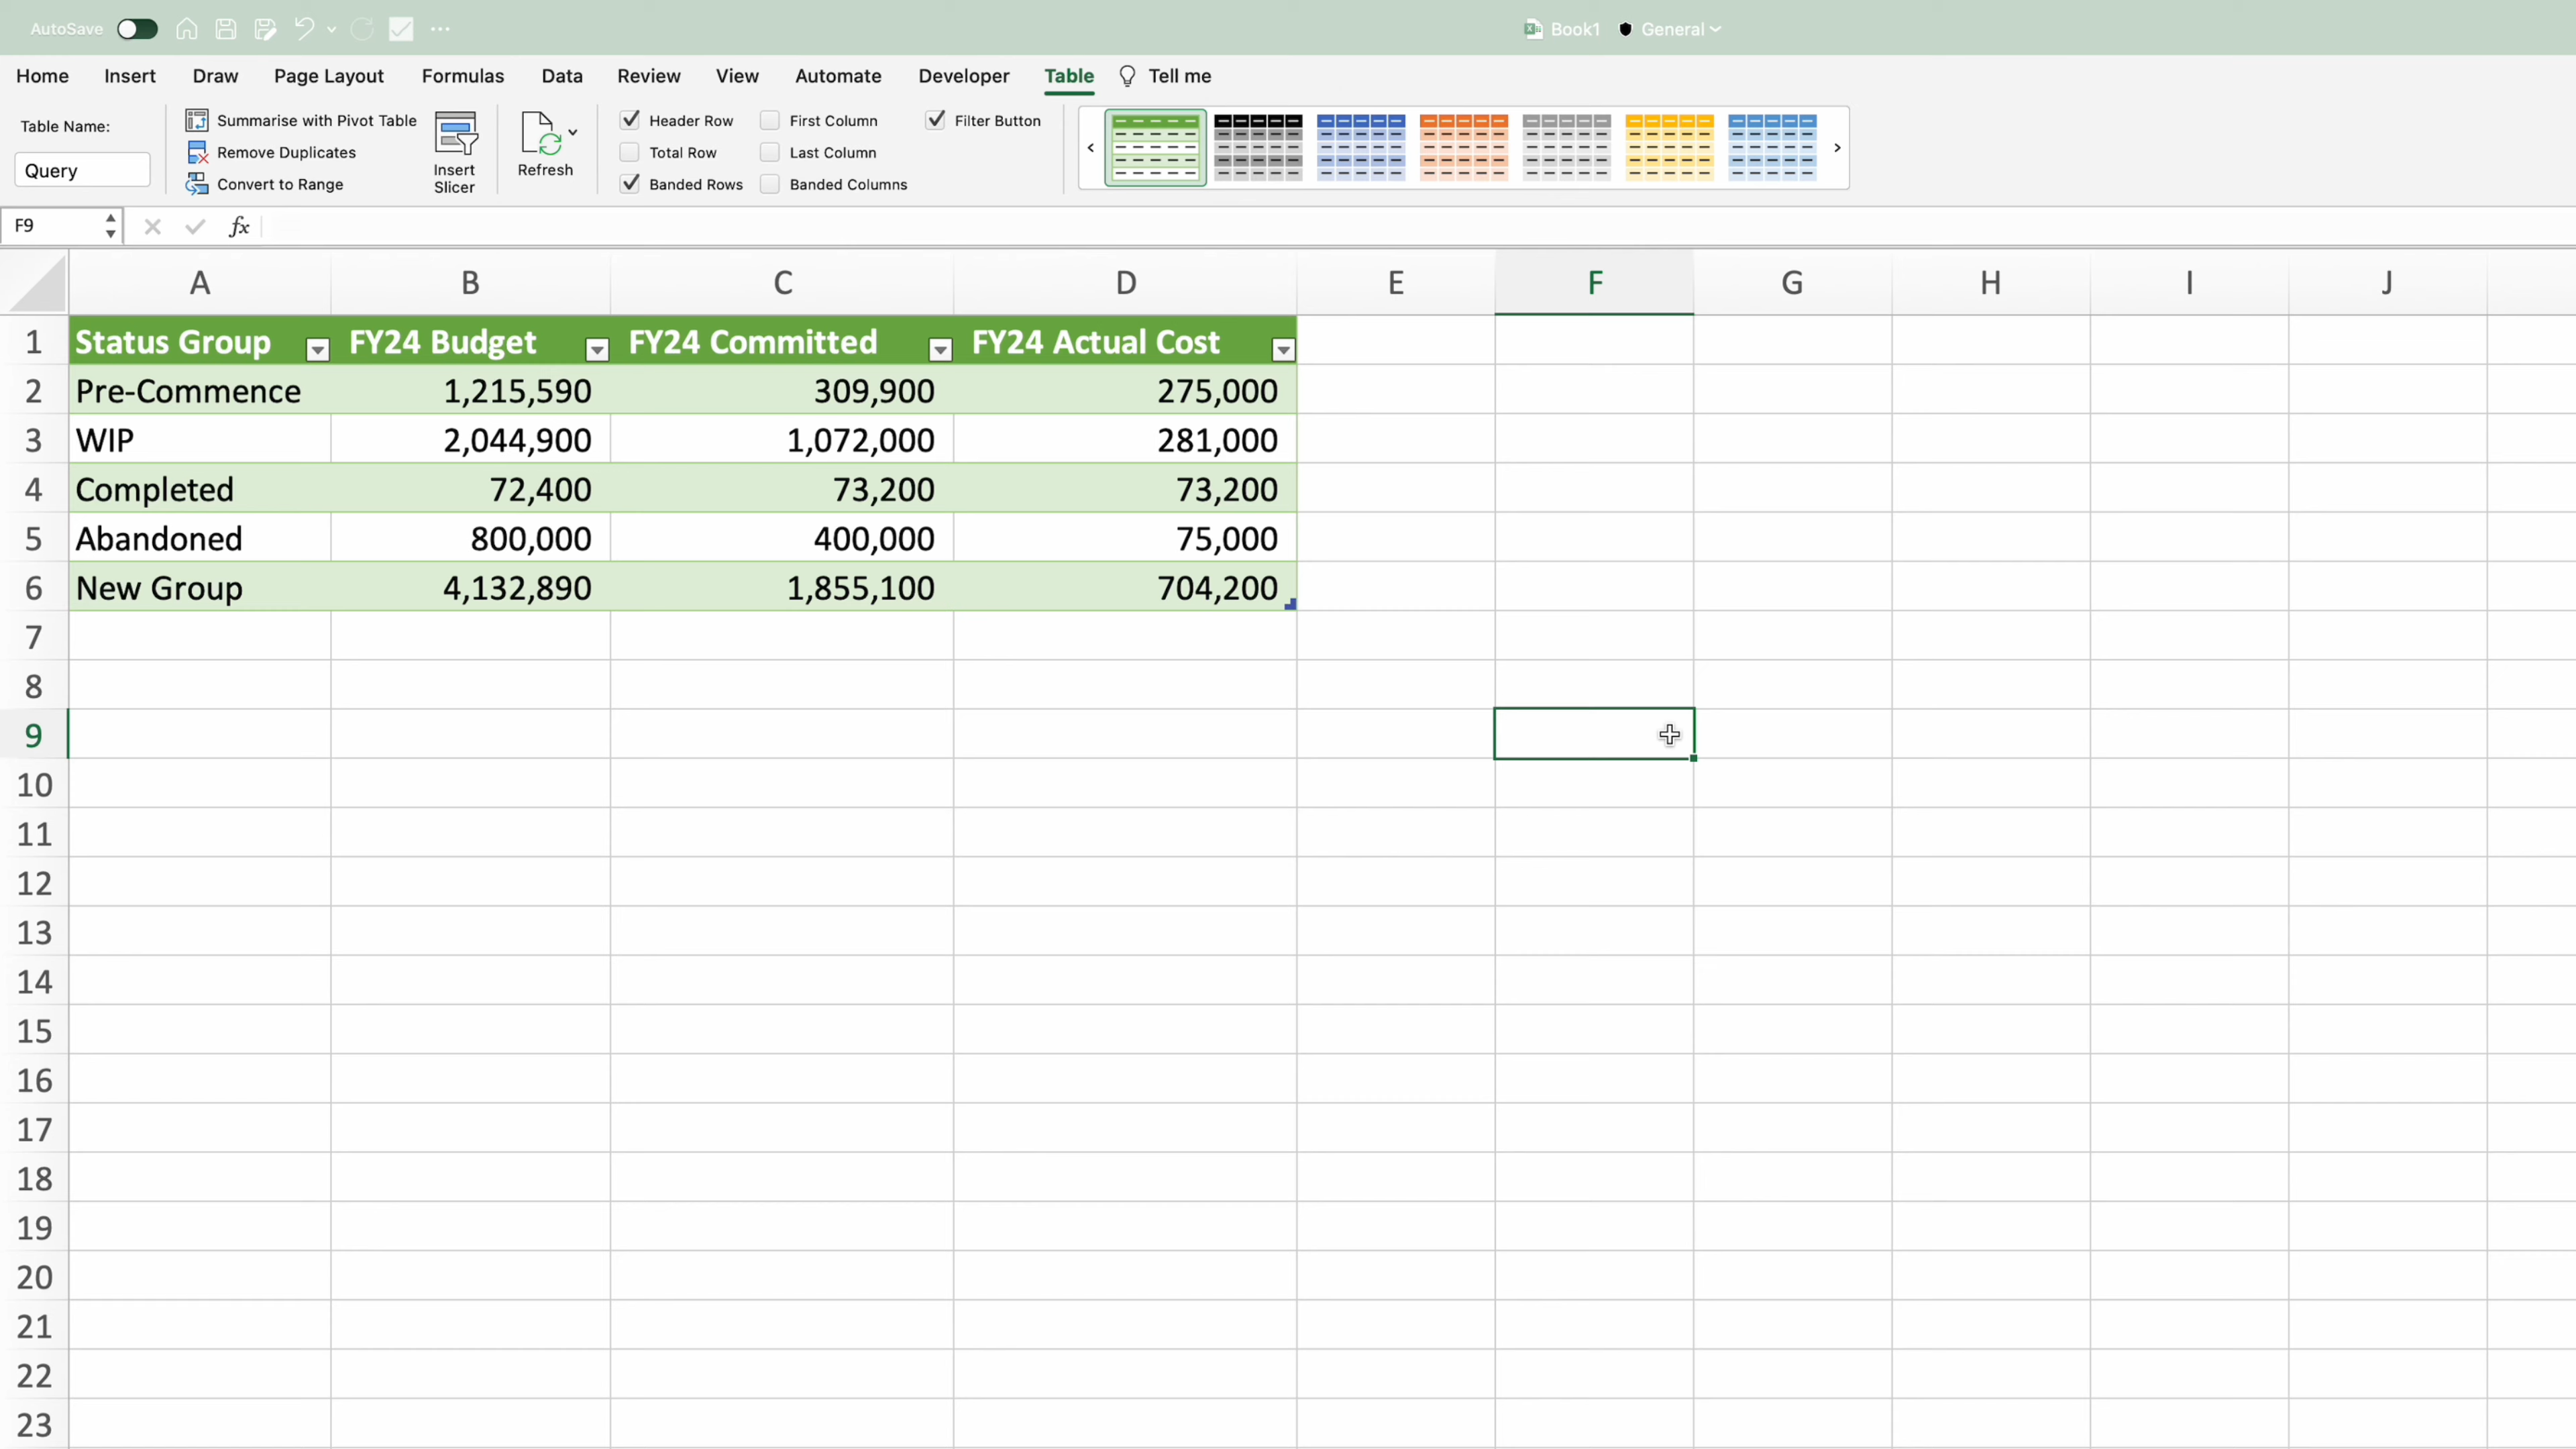 AutoSave
Book1 General
Home Insert Draw Page Layout Formulas Data Review View Automate Developer Table Tell me
Table Name:
Query
Summarise with Pivot Table
Remove Duplicates
Convert to Range
Insert
Slicer
Refresh
Header Row First Column Filter Button
Total Row Last Column
Banded Rows Banded Columns
F9 fx
A B C D E F G H I J
1 Status Group FY24 Budget FY24 Committed FY24 Actual Cost
2 Pre-Commence 1,215,590 309,900 275,000
3 WIP 2,044,900 1,072,000 281,000
4 Completed 72,400 73,200 73,200
5 Abandoned 800,000 400,000 75,000
6 New Group 4,132,890 1,855,100 704,200
7
8
9
10
11
12
13
14
15
16
17
18
19
20
21
22
23